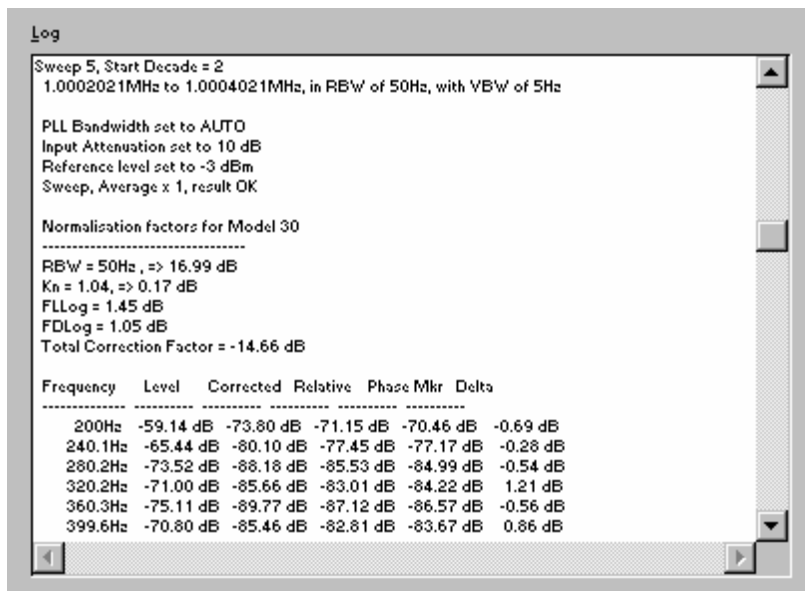 Log
Sweep 5, Start Decade = 2
1.0002021MHz to 1.0004021MHz, in RBW of 50Hz, with VBW of 5Hz
PLL Bandwidth set to AUTO
Input Attenuation set to 10 dB
Reference level set to -3 dBm
Sweep, Average x 1, result OK
Normalisation factors for Model 30
-----------------------------------
RBW = 50Hz , => 16.99 dB
Kn = 1.04, => 0.17 dB
FLLog = 1.45 dB
FDLog = 1.05 dB
Total Correction Factor = -14.66 dB
Frequency Level Corrected Relative Phase Mkr Delta
-------------- ---------- ---------- ---------- ---------- ----------
200Hz -59.14 dB -73.80 dB -71.15 dB -70.46 dB -0.69 dB
240.1Hz -65.44 dB -80.10 dB -77.45 dB -77.17 dB -0.28 dB
280.2Hz -73.52 dB -88.18 dB -85.53 dB -84.99 dB -0.54 dB
320.2Hz -71.00 dB -85.66 dB -83.01 dB -84.22 dB 1.21 dB
360.3Hz -75.11 dB -89.77 dB -87.12 dB -86.57 dB -0.56 dB
399.6Hz -70.80 dB -85.46 dB -82.81 dB -83.67 dB 0.86 dB